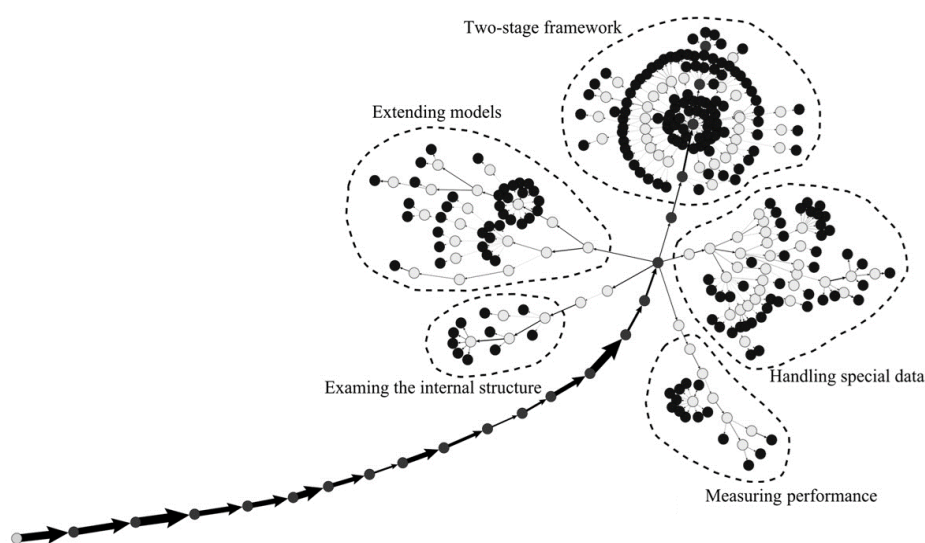 Two-stage framework
Extending models
Examing the internal structure
Handling special data
Measuring performance